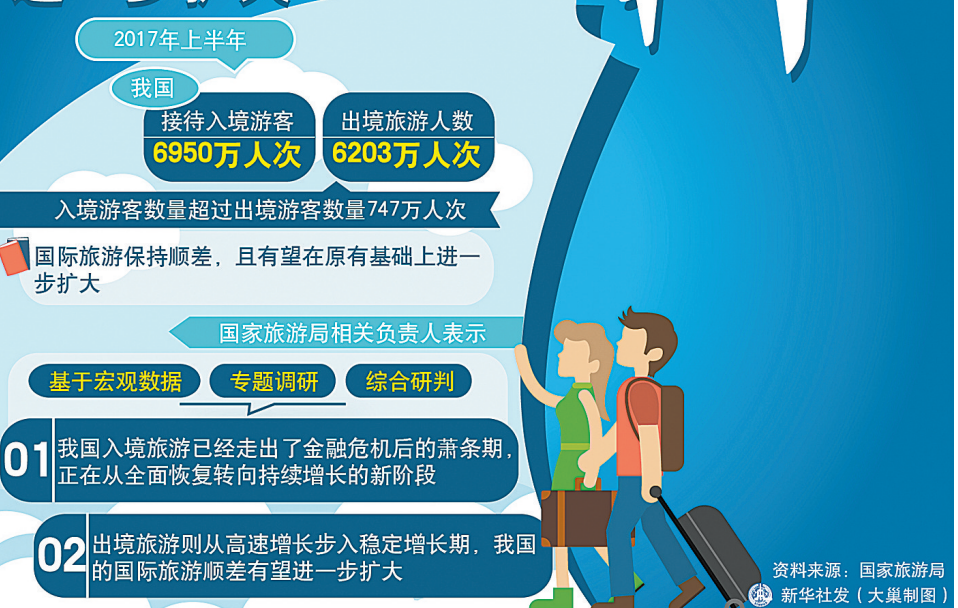 2017年上半年
我国
接待入境游客
6950万人次
出境旅游人数
6203万人次
入境游客数量超过出境游客数量747万人次
国际旅游保持顺差，且有望在原有基础上进一
步扩大
国家旅游局相关负责人表示
基于宏观数据
专题调研
综合研判
01
我国入境旅游已经走出了金融危机后的萧条期，
正在从全面恢复转向持续增长的新阶段
02
出境旅游则从高速增长步入稳定增长期，我国
的国际旅游顺差有望进一步扩大
资料来源：国家旅游局
新华社发（大巢制图）